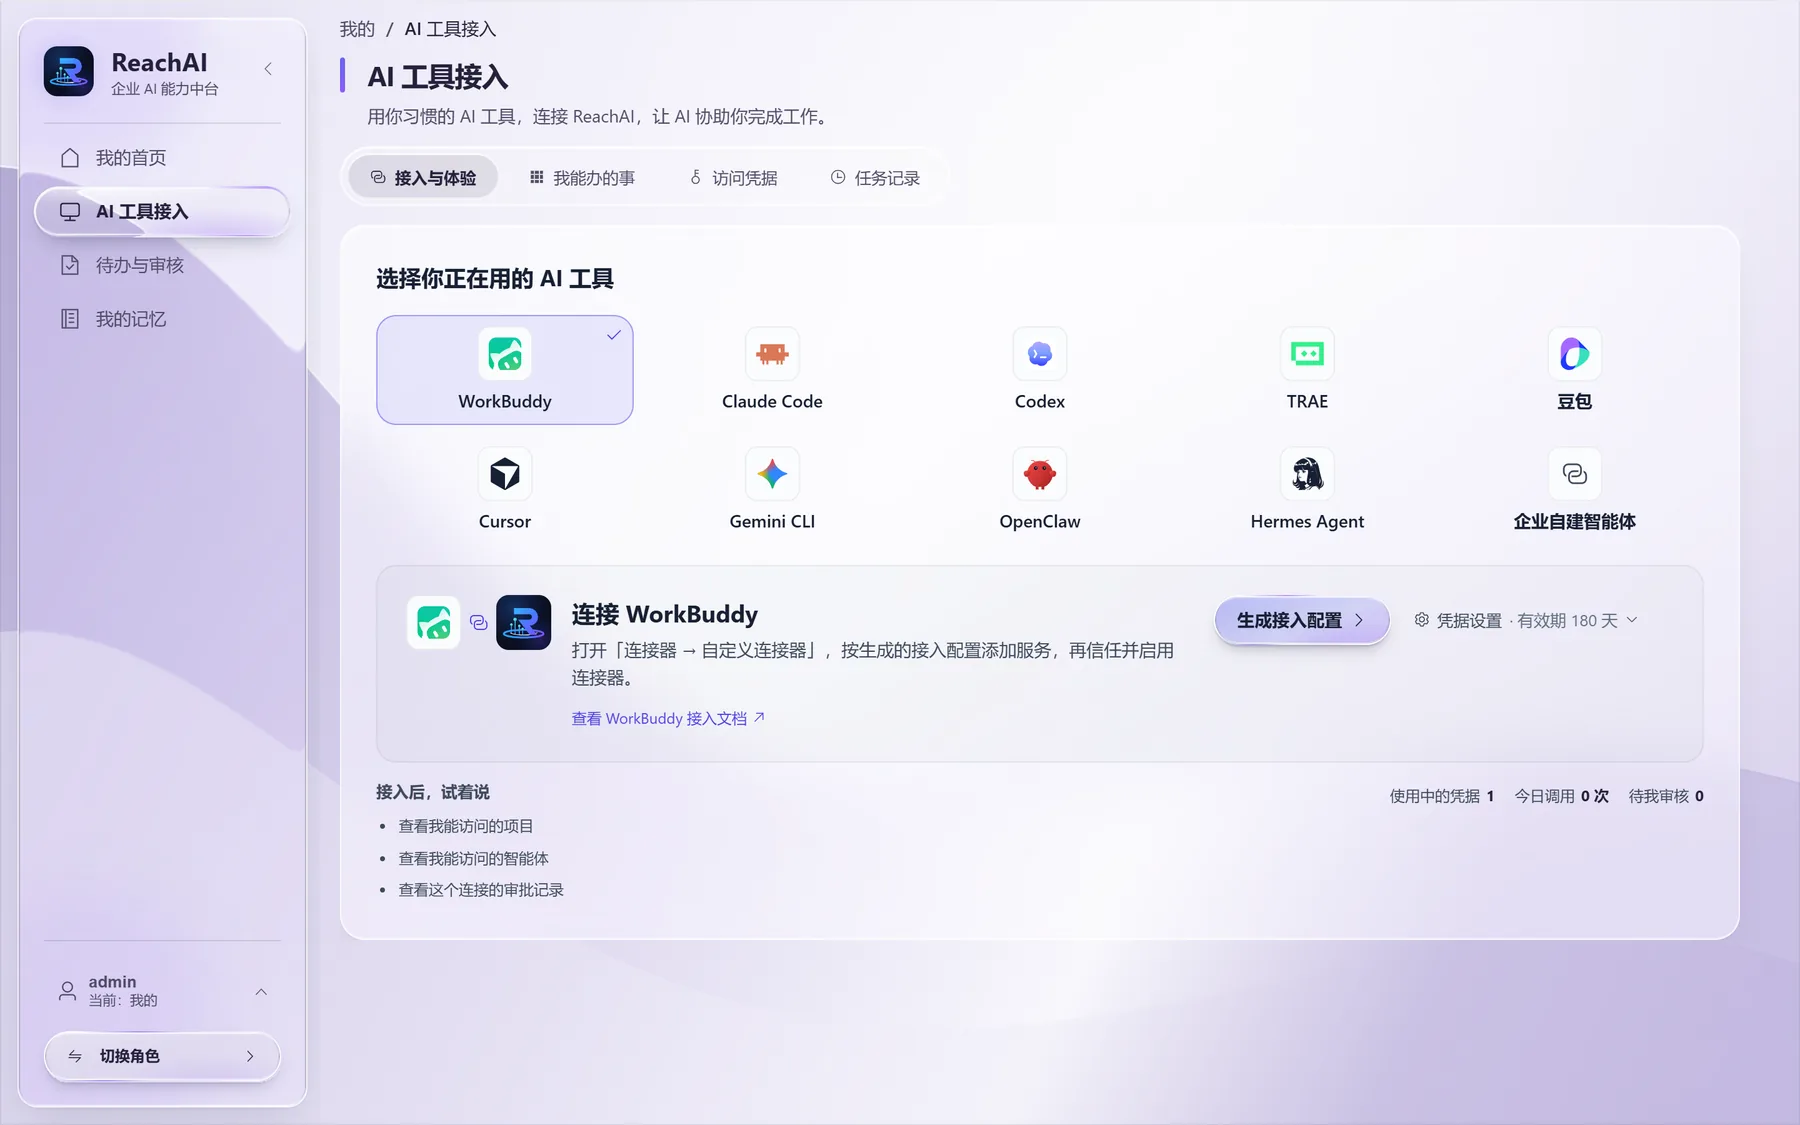 ReachAI
企业 AI 能力中台
我的首页
AI 工具接入
待办与审核
我的记忆
admin
当前：我的
切换角色
我的 / AI 工具接入
AI 工具接入
用你习惯的 AI 工具，连接 ReachAI，让 AI 协助你完成工作。
接入与体验
我能办的事
访问凭据
任务记录
选择你正在用的 AI 工具
WorkBuddy
Claude Code
Codex
TRAE
豆包
Cursor
Gemini CLI
OpenClaw
Hermes Agent
企业自建智能体
连接 WorkBuddy
打开「连接器 → 自定义连接器」，按生成的接入配置添加服务，再信任并启用
连接器。
查看 WorkBuddy 接入文档 ↗
生成接入配置
凭据设置 · 有效期 180 天
接入后，试着说
• 查看我能访问的项目
• 查看我能访问的智能体
• 查看这个连接的审批记录
使用中的凭据 1 今日调用 0 次 待我审核 0